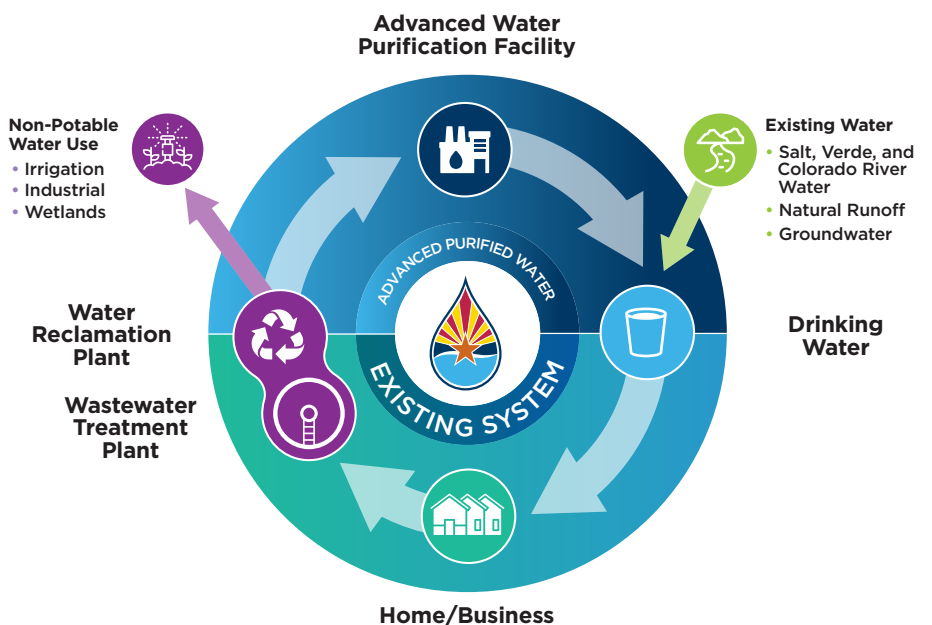 Advanced Water
Purification Facility
Non-Potable
Water Use
• Irrigation
• Industrial
• Wetlands
Existing Water
• Salt, Verde, and
Colorado River
Water
• Natural Runoff
• Groundwater
ADVANCED PURIFIED WATER
EXISTING SYSTEM
Water
Reclamation
Plant
Drinking
Water
Wastewater
Treatment
Plant
Home/Business